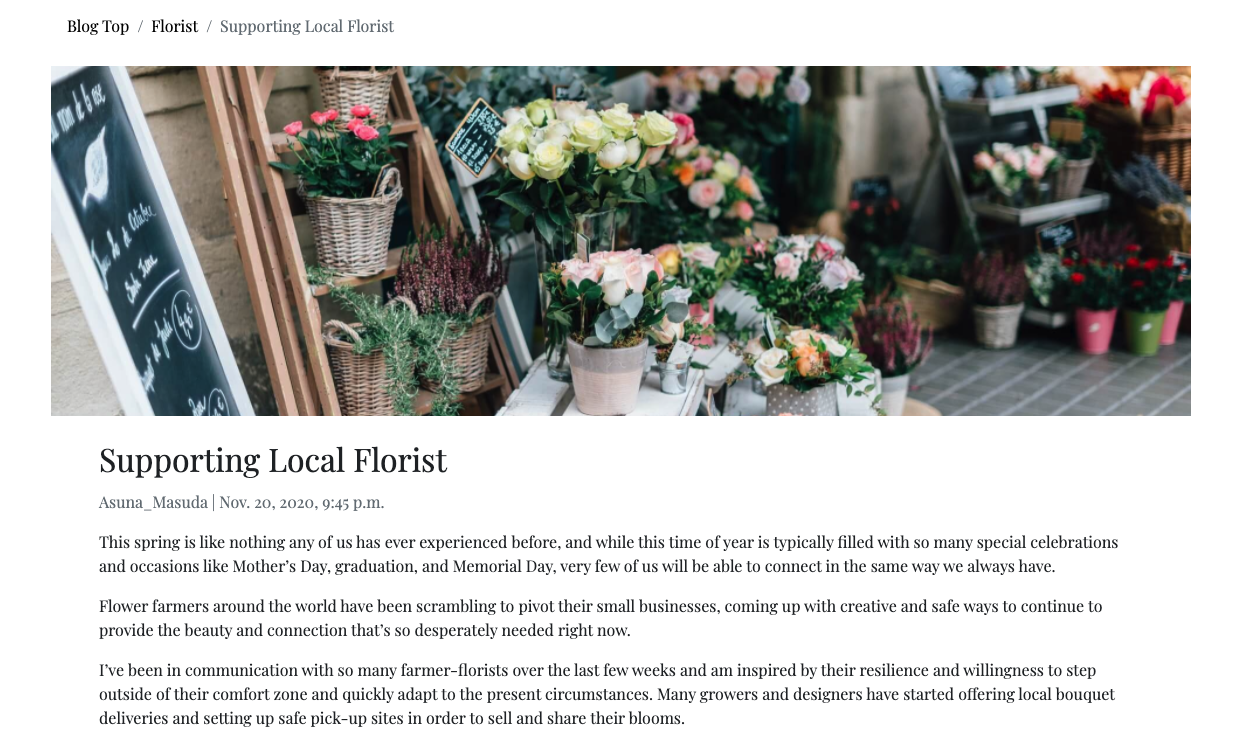 Blog Top / Florist / Supporting Local Florist
Supporting Local Florist
Asuna_Masuda | Nov. 20, 2020, 9:45 p.m.
This spring is like nothing any of us has ever experienced before, and while this time of year is typically filled with so many special celebrations
and occasions like Mother’s Day, graduation, and Memorial Day, very few of us will be able to connect in the same way we always have.
Flower farmers around the world have been scrambling to pivot their small businesses, coming up with creative and safe ways to continue to
provide the beauty and connection that’s so desperately needed right now.
I’ve been in communication with so many farmer-florists over the last few weeks and am inspired by their resilience and willingness to step
outside of their comfort zone and quickly adapt to the present circumstances. Many growers and designers have started offering local bouquet
deliveries and setting up safe pick-up sites in order to sell and share their blooms.